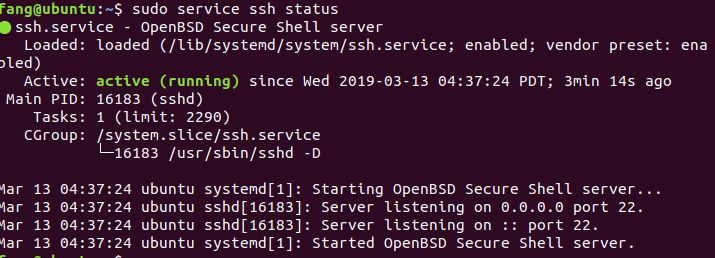 fang@ubuntu:~$ sudo service ssh status
● ssh.service - OpenBSD Secure Shell server
   Loaded: loaded (/lib/systemd/system/ssh.service; enabled; vendor preset: ena
bled)
   Active: active (running) since Wed 2019-03-13 04:37:24 PDT; 3min 14s ago
 Main PID: 16183 (sshd)
    Tasks: 1 (limit: 2290)
   CGroup: /system.slice/ssh.service
           └─16183 /usr/sbin/sshd -D
Mar 13 04:37:24 ubuntu systemd[1]: Starting OpenBSD Secure Shell server...
Mar 13 04:37:24 ubuntu sshd[16183]: Server listening on 0.0.0.0 port 22.
Mar 13 04:37:24 ubuntu sshd[16183]: Server listening on :: port 22.
Mar 13 04:37:24 ubuntu systemd[1]: Started OpenBSD Secure Shell server.
fang@ubuntu:~$